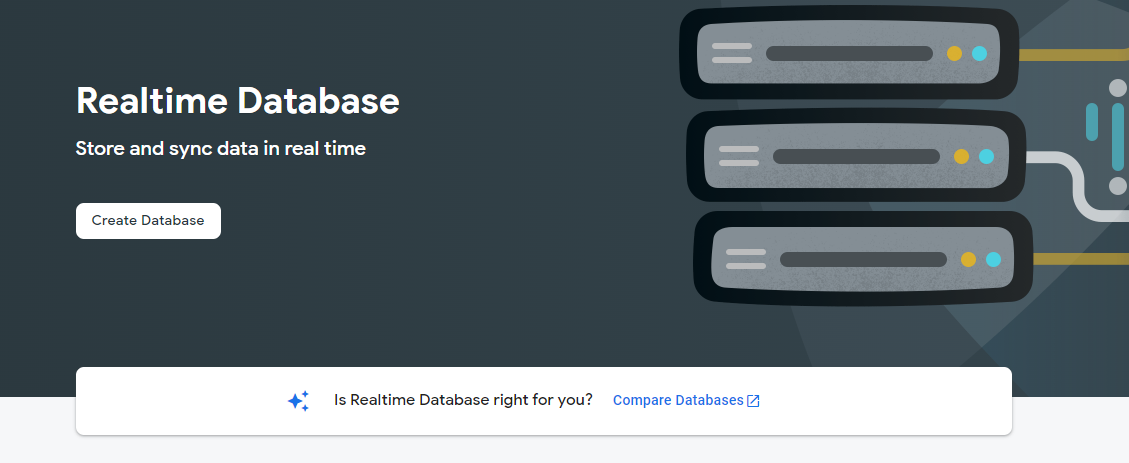 Realtime Database
Store and sync data in real time
Create Database
Is Realtime Database right for you? Compare Databases